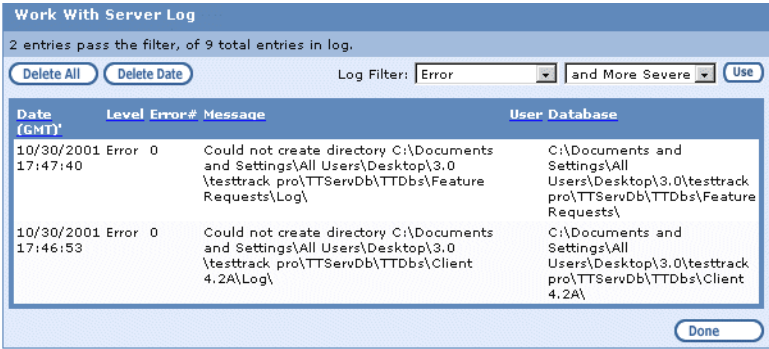 Work With Server Log
2 entries pass the filter, of 9 total entries in log.
Delete All Delete Date Log Filter: Error and More Severe Use
Date Level Error# Message User Database
(GMT)'
10/30/2001 Error 0 Could not create directory C:\Documents C:\Documents and
17:47:40 and Settings\All Users\Desktop\3.0 Settings\All
\testtrack pro\TTServDb\TTDbs\Feature Users\Desktop\3.0\testtrack
Requests\Log\ pro\TTServDb\TTDbs\Feature
Requests\
10/30/2001 Error 0 Could not create directory C:\Documents C:\Documents and
17:46:53 and Settings\All Users\Desktop\3.0 Settings\All
\testtrack pro\TTServDb\TTDbs\Client Users\Desktop\3.0\testtrack
4.2A\Log\ pro\TTServDb\TTDbs\Client
4.2A\
Done